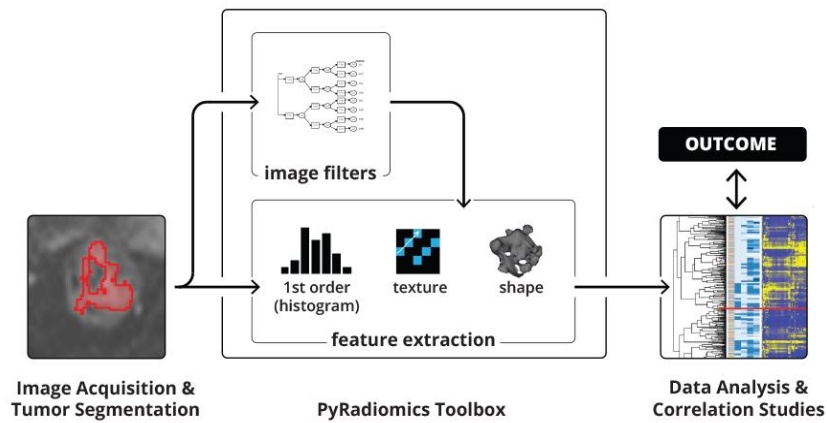 image filters
OUTCOME
1st order
(histogram)
texture
shape
feature extraction
Image Acquisition &
Tumor Segmentation
PyRadiomics Toolbox
Data Analysis &
Correlation Studies